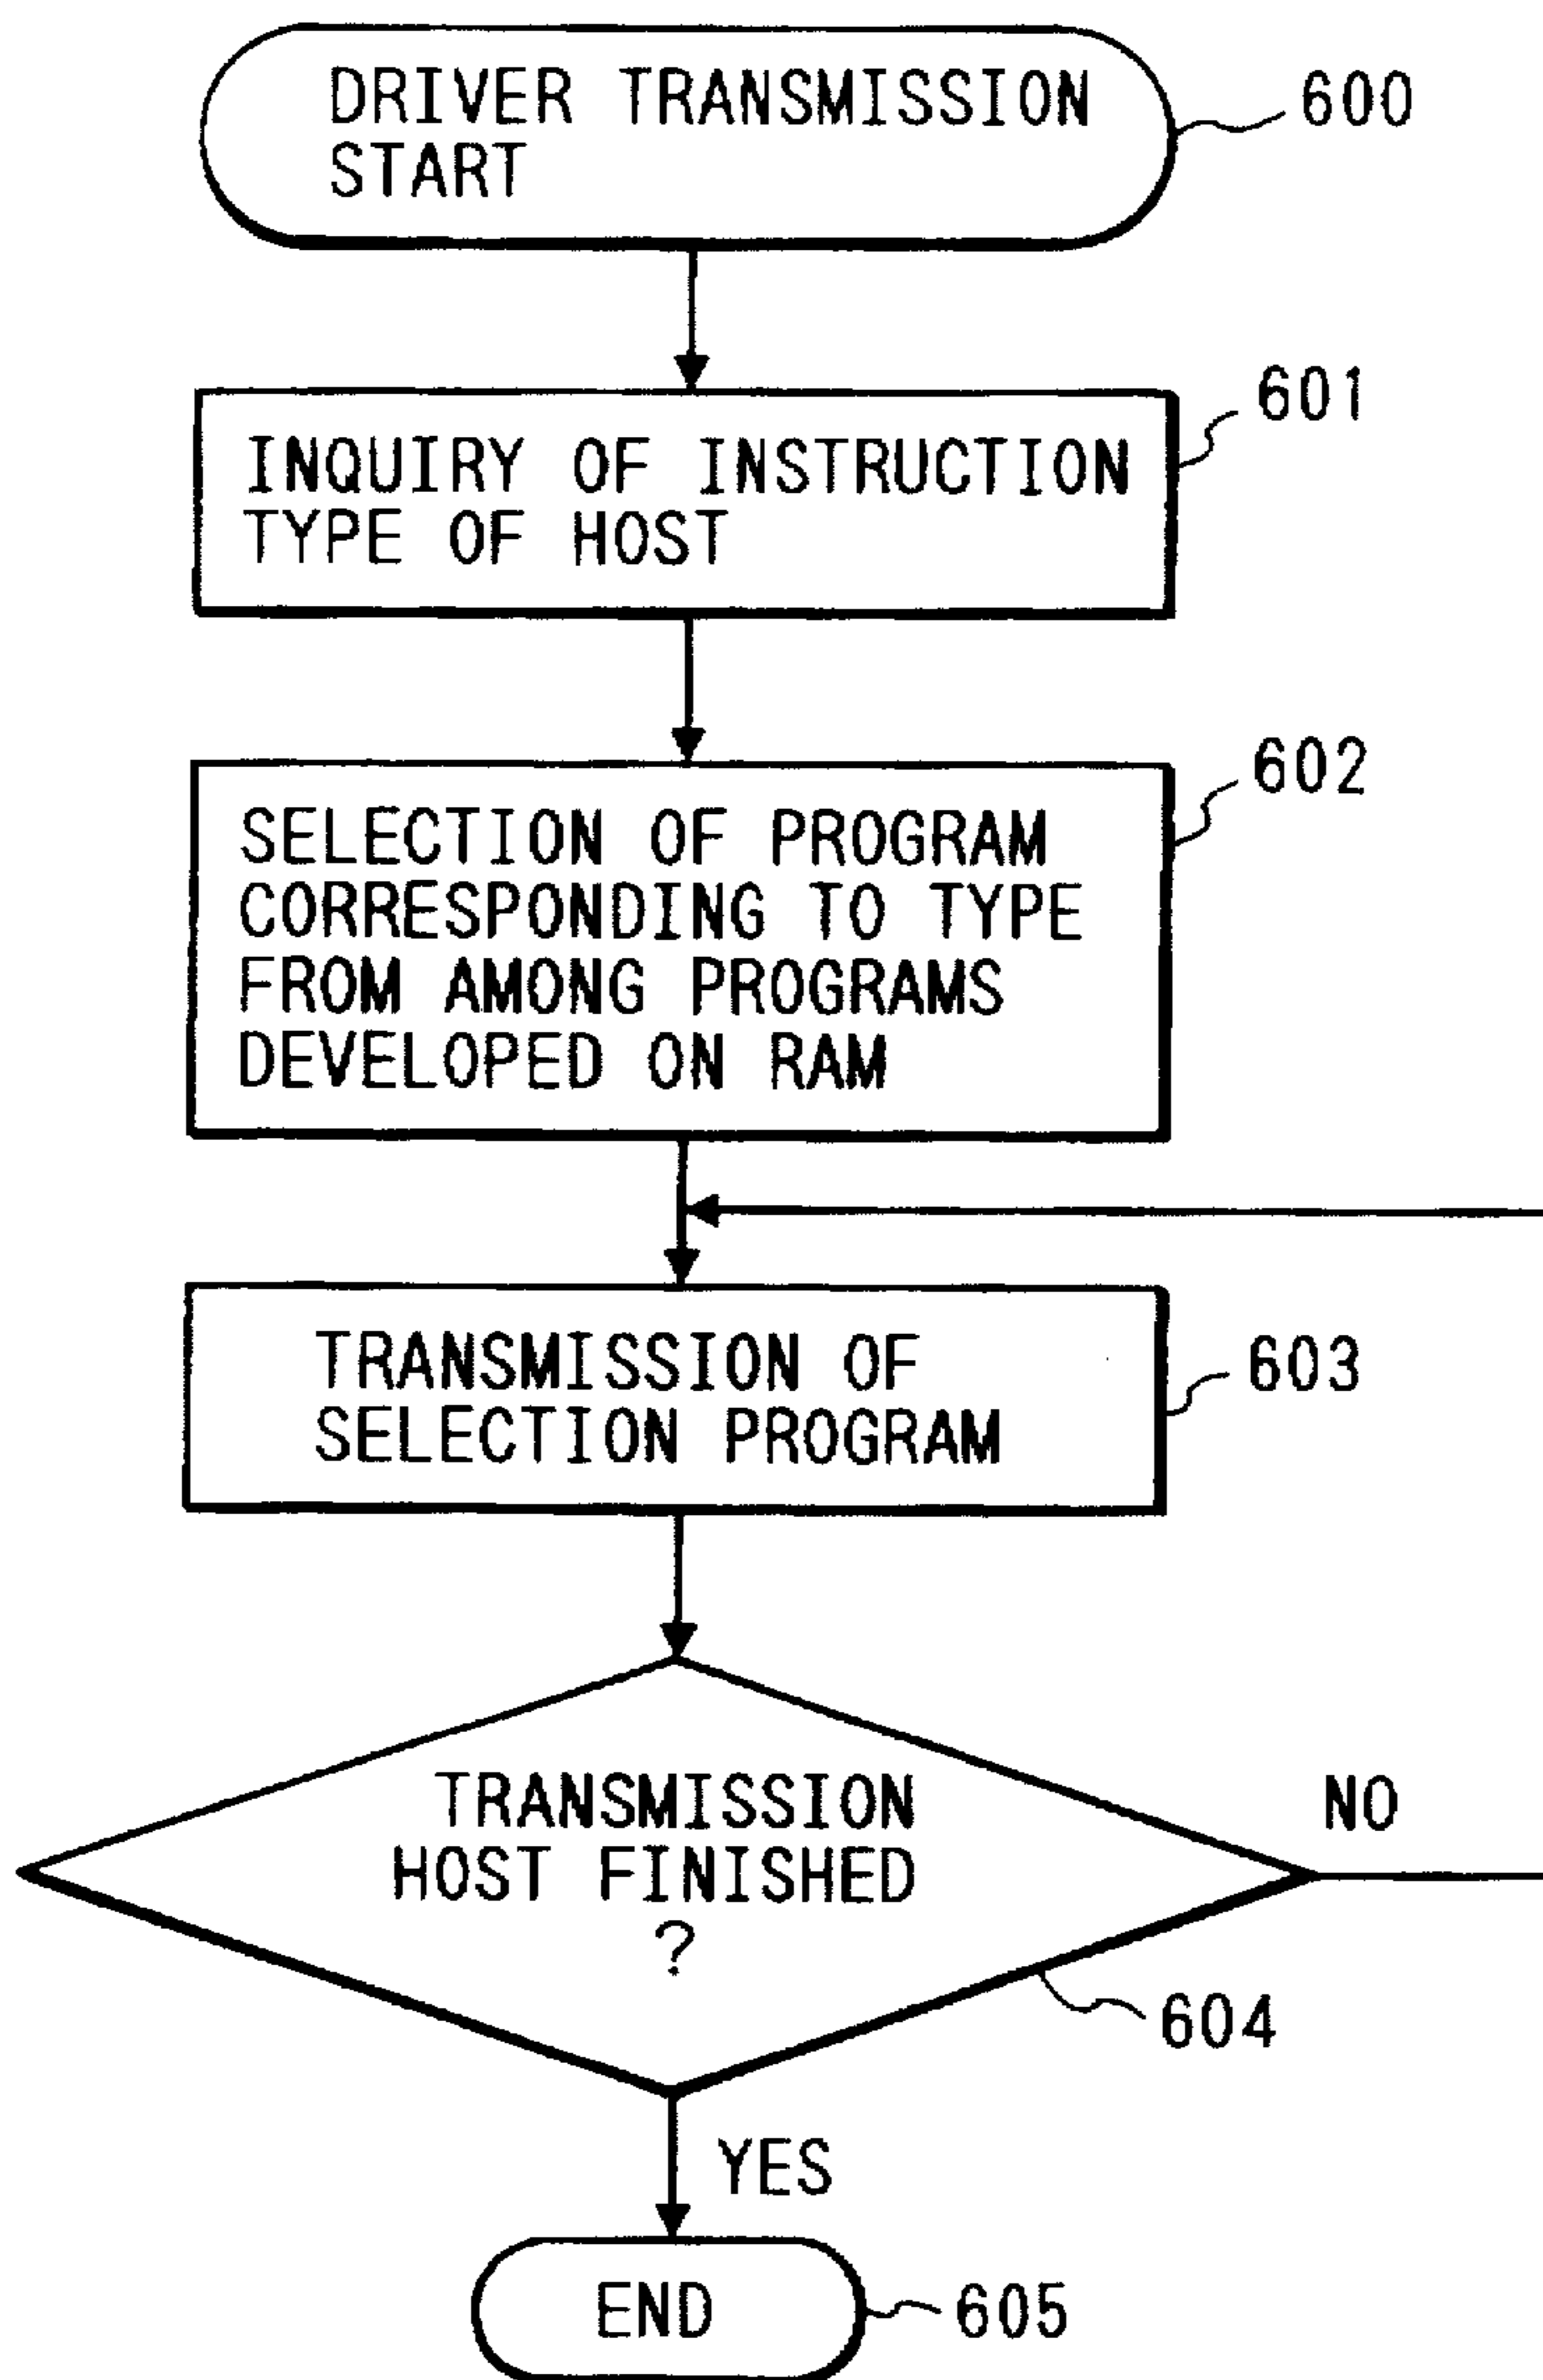 DRIVER TRANSMISSION
START
600
601
INQUIRY OF INSTRUCTION
TYPE OF HOST
602
SELECTION OF PROGRAM
CORRESPONDING TO TYPE
FROM AMONG PROGRAMS
DEVELOPED ON RAM
603
TRANSMISSION OF
SELECTION PROGRAM
TRANSMISSION
HOST FINISHED
?
NO
604
YES
END
605